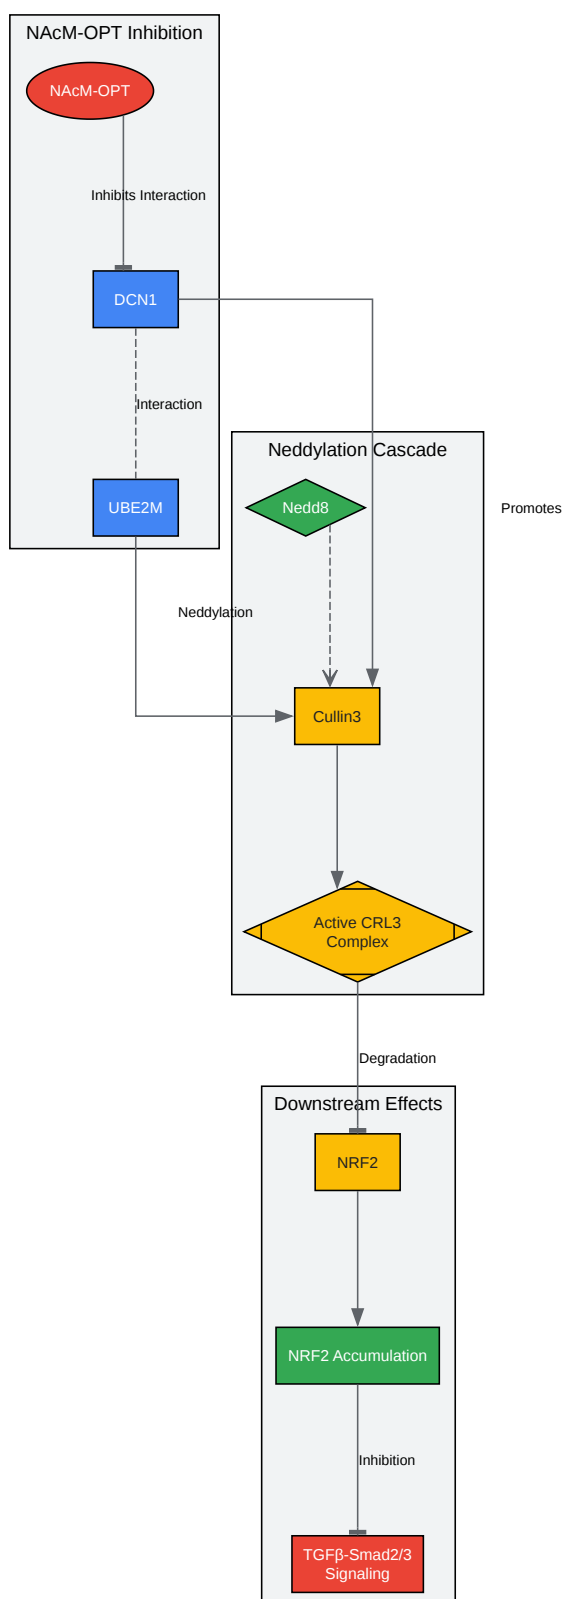 NAcM-OPT Inhibition
NAcM-OPT
Inhibits Interaction
DCN1
Interaction
Neddylation Cascade
UBE2M
Nedd8
Promotes
Neddylation
Cullin3
Active CRL3
Complex
Degradation
Downstream Effects
NRF2
NRF2 Accumulation
Inhibition
TGFβ-Smad2/3
Signaling